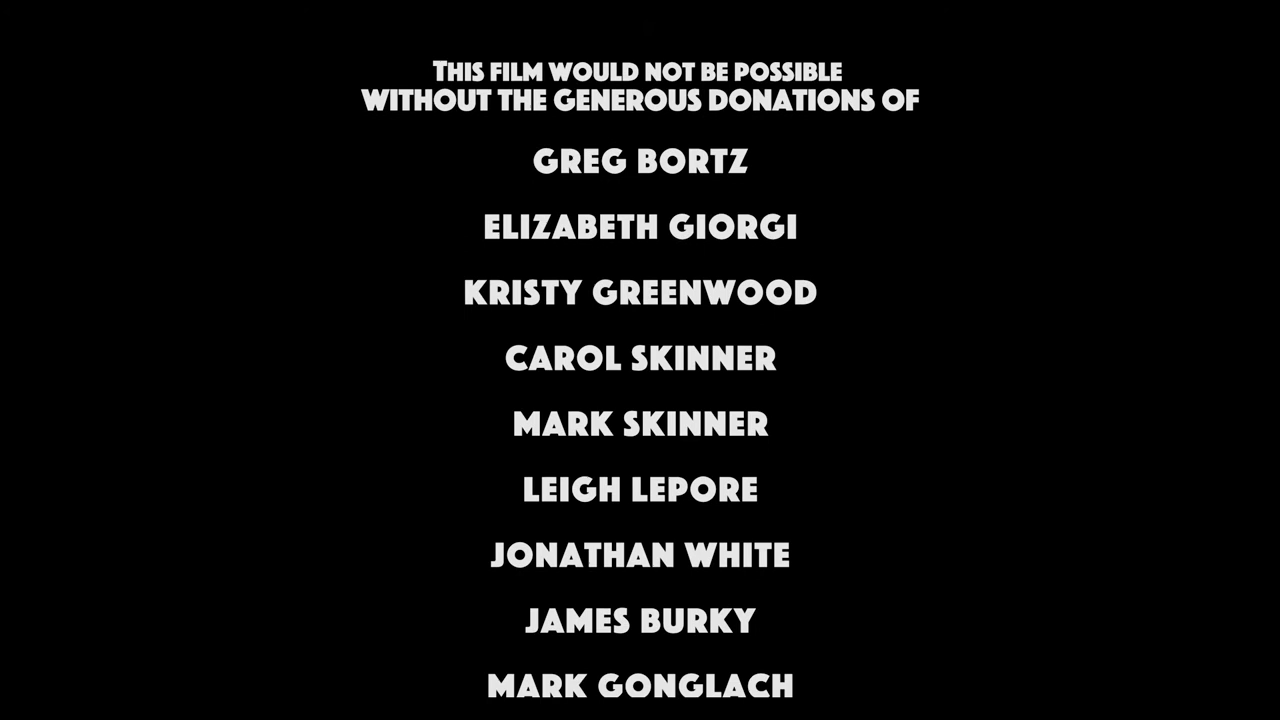 This film would not be possible
without the generous donations of
GREG BORTZ
ELIZABETH GIORGI
KRISTY GREENWOOD
CAROL SKINNER
MARK SKINNER
LEIGH LEPORE
JONATHAN WHITE
JAMES BURKY
MARK GONGLACH